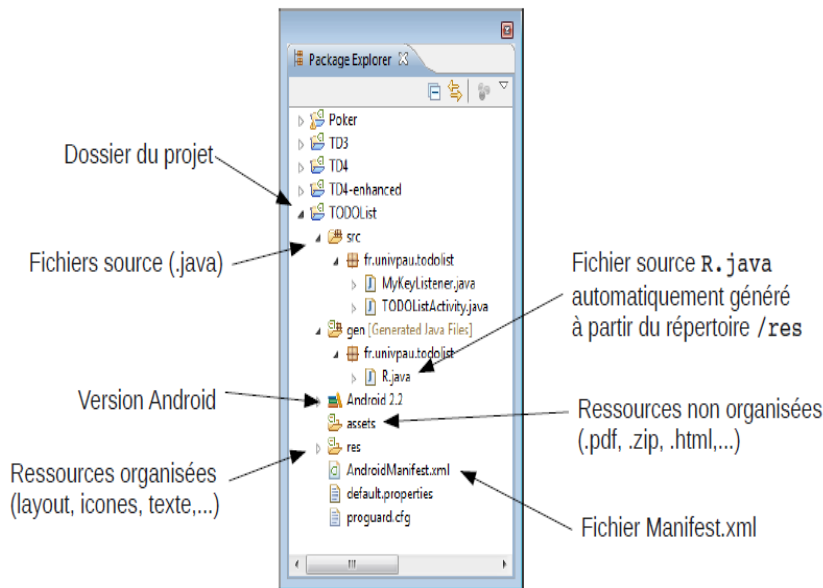 Package Explorer
Poker
TD3
TD4
TD4-enhanced
TODOList
src
fr.univpau.todolist
MyKeyListener.java
TODOListActivity.java
gen [Generated Java Files]
fr.univpau.todolist
R.java
Android 2.2
assets
res
AndroidManifest.xml
default.properties
proguard.cfg
Dossier du projet
Fichiers source (.java)
Version Android
Ressources organisées
(layout, icones, texte,...)
Fichier source R.java
automatiquement généré
à partir du répertoire /res
Ressources non organisées
(.pdf, .zip, .html,...)
Fichier Manifest.xml